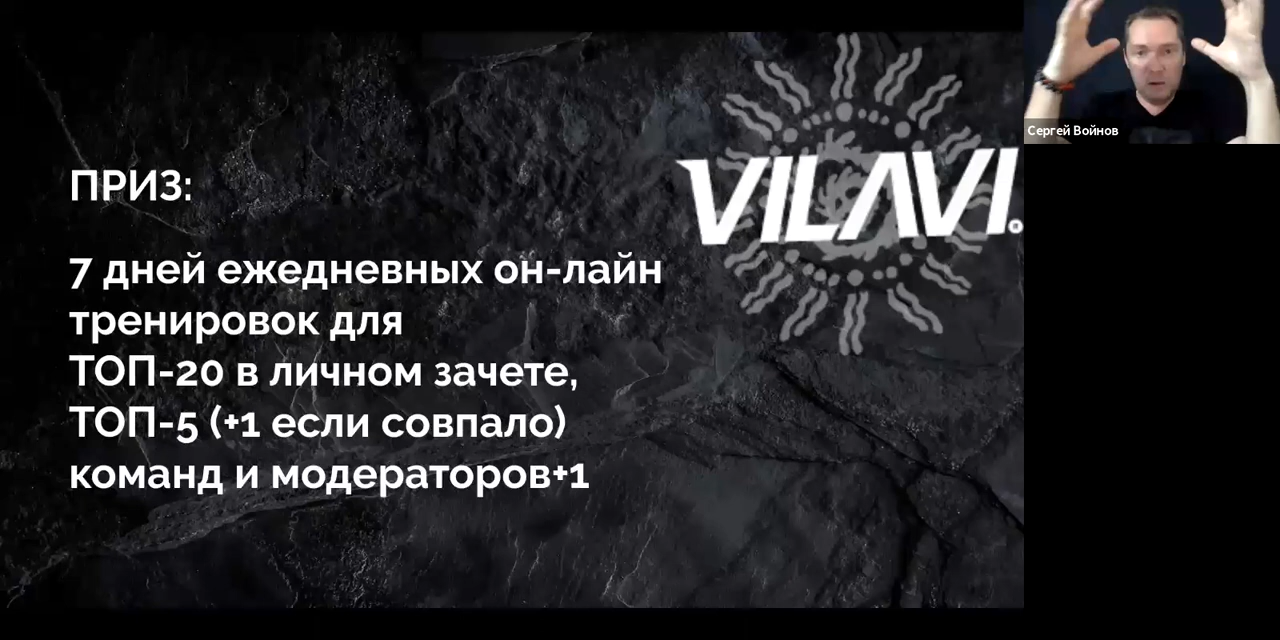 ПРИЗ:
7 дней ежедневных он-лайн
тренировок для
ТОП-20 в личном зачете,
ТОП-5 (+1 если совпало)
команд и модераторов+1
VILAVI
Сергей Войнов